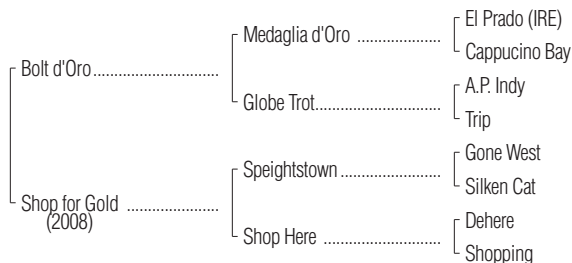 El Prado (IRE)
Medaglia d'Oro
Cappucino Bay
Bolt d'Oro
A.P. Indy
Globe Trot
Trip
Gone West
Speightstown
Silken Cat
Shop for Gold
(2008)
Dehere
Shop Here
Shopping